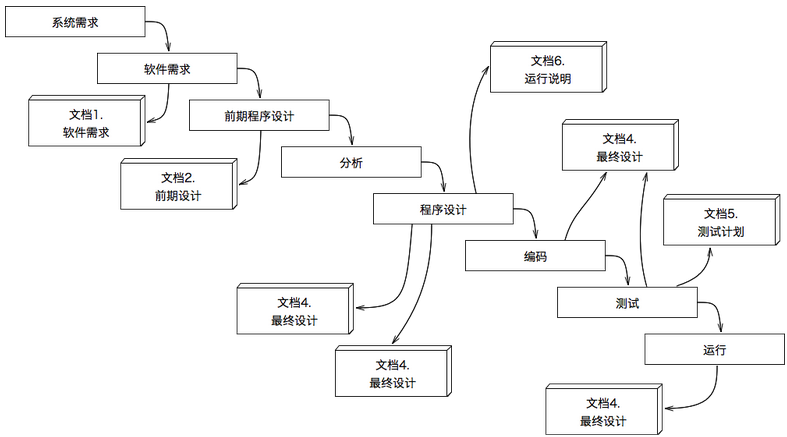 系统需求
软件需求
文档1.
软件需求
前期程序设计
文档2.
前期设计
分析
程序设计
文档6.
运行说明
文档4.
最终设计
文档5.
测试计划
编码
测试
文档4.
最终设计
文档4.
最终设计
运行
文档4.
最终设计